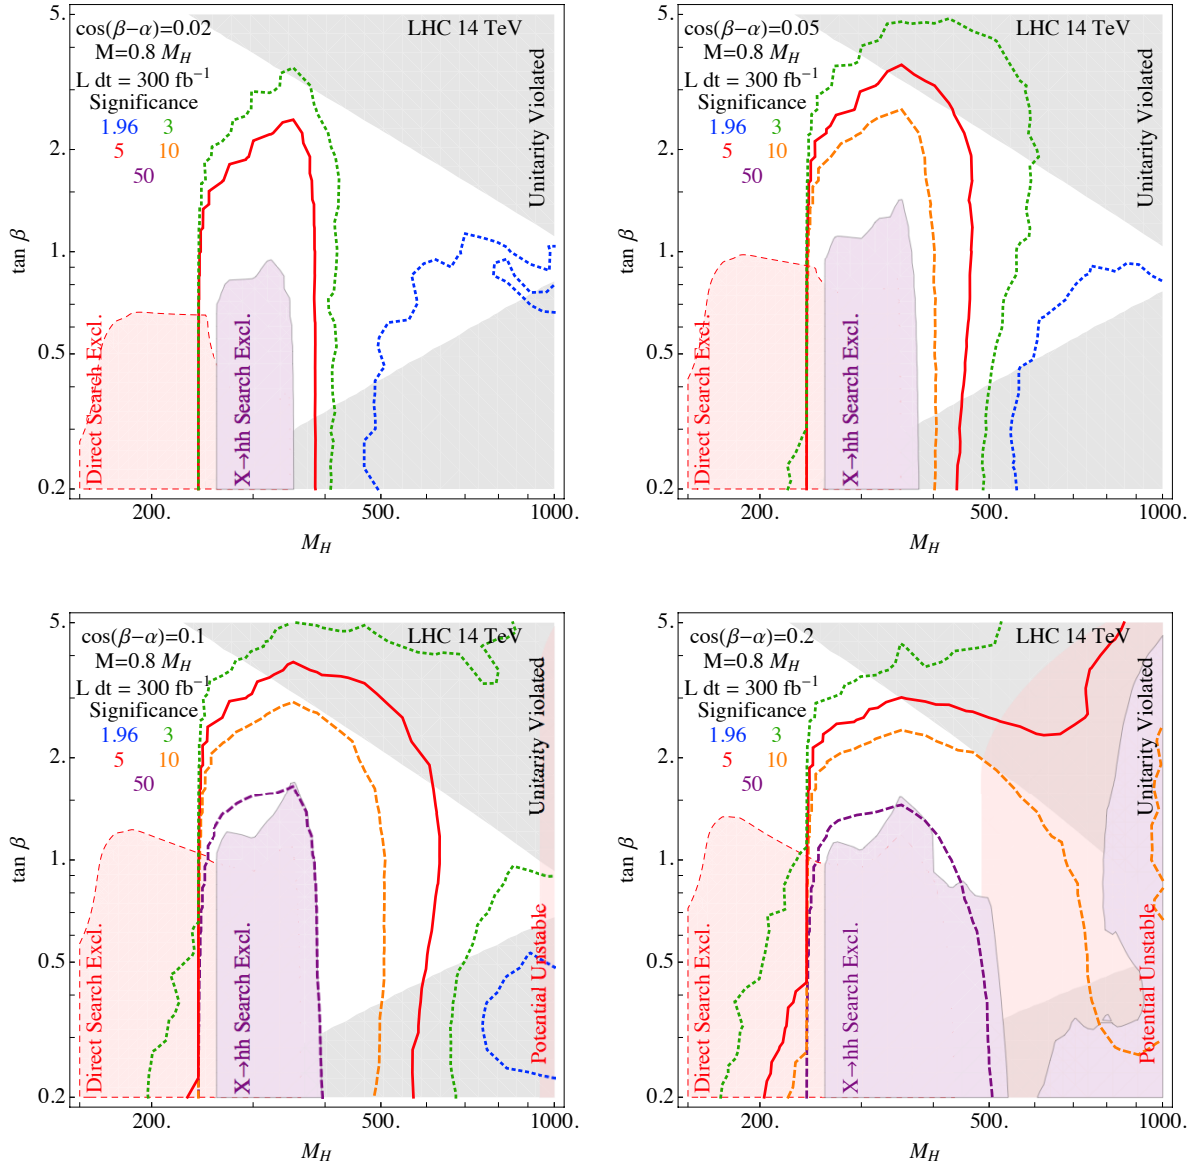 cos(β−α)=0.02
M=0.8 M_H
L dt = 300 fb⁻¹
Significance
1.96 3
5 10
50
LHC 14 TeV
Unitarity Violated
Direct Search Excl.
X→hh Search Excl.
tan β
5.
2.
1.
0.5
0.2
200.
500.
1000.
M_H
cos(β−α)=0.05
M=0.8 M_H
L dt = 300 fb⁻¹
Significance
1.96 3
5 10
50
LHC 14 TeV
Unitarity Violated
Direct Search Excl.
X→hh Search Excl.
tan β
5.
2.
1.
0.5
0.2
200.
500.
1000.
M_H
cos(β−α)=0.1
M=0.8 M_H
L dt = 300 fb⁻¹
Significance
1.96 3
5 10
50
LHC 14 TeV
Unitarity Violated
Potential Unstable
Direct Search Excl.
X→hh Search Excl.
tan β
5.
2.
1.
0.5
0.2
200.
500.
1000.
M_H
cos(β−α)=0.2
M=0.8 M_H
L dt = 300 fb⁻¹
Significance
1.96 3
5 10
50
LHC 14 TeV
Unitarity Violated
Potential Unstable
Direct Search Excl.
X→hh Search Excl.
tan β
5.
2.
1.
0.5
0.2
200.
500.
1000.
M_H